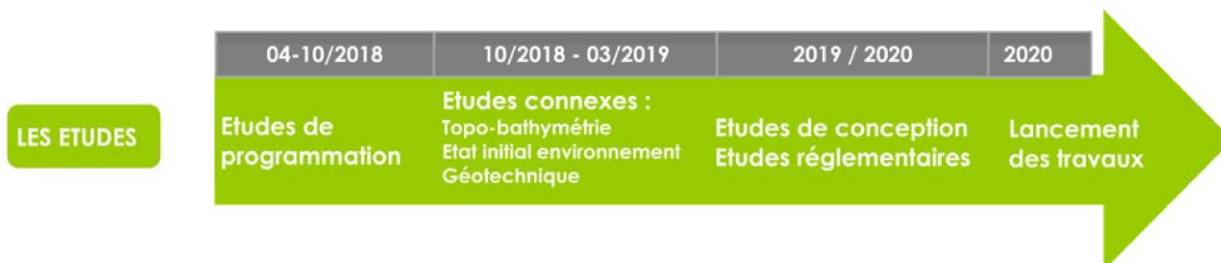 LES ETUDES
04-10/2018
Etudes de
programmation
10/2018 - 03/2019
Etudes connexes :
Topo-bathymétrie
Etat initial environnement
Géotechnique
2019 / 2020
Etudes de conception
Etudes réglementaires
2020
Lancement
des travaux